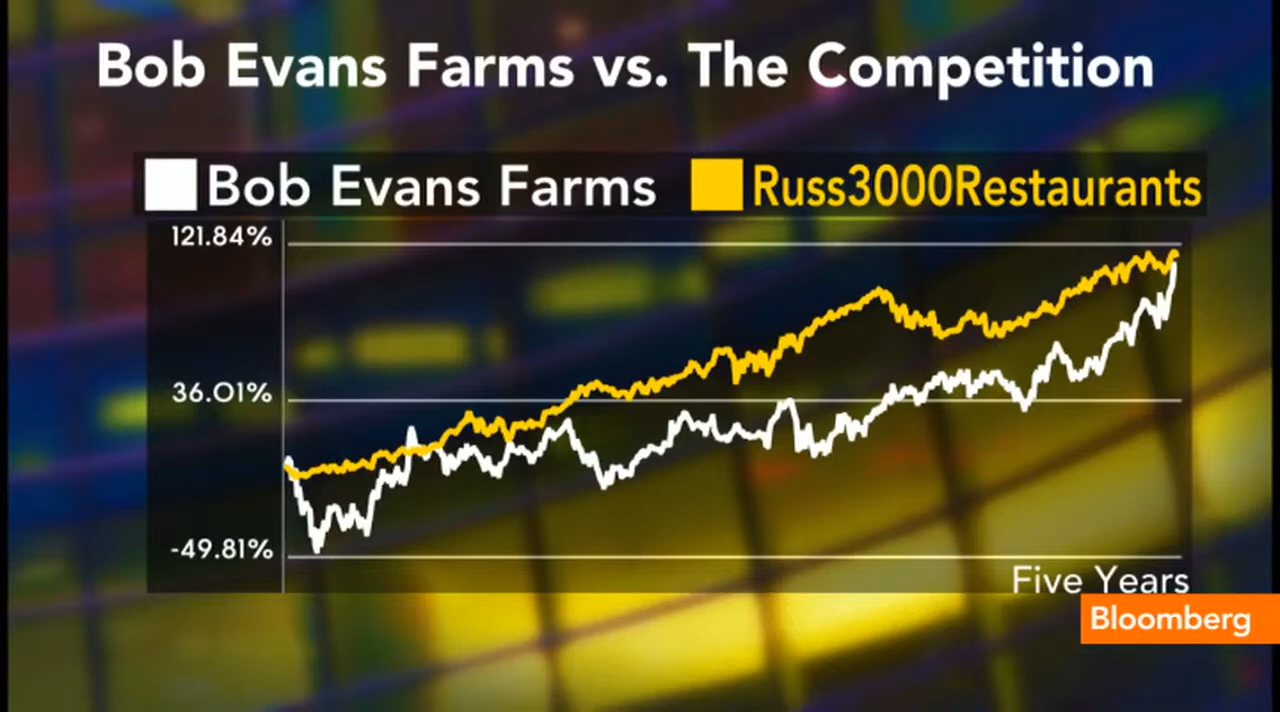 Bob Evans Farms vs. The Competition
Bob Evans Farms
Russ3000Restaurants
121.84%
36.01%
-49.81%
Five Years
Bloomberg